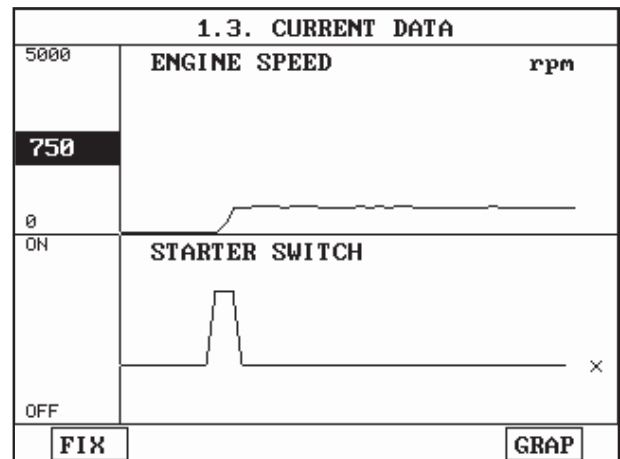 1.3. CURRENT DATA
5000
ENGINE SPEED rpm
750
0
ON
STARTER SWITCH
×
OFF
FIX GRAP